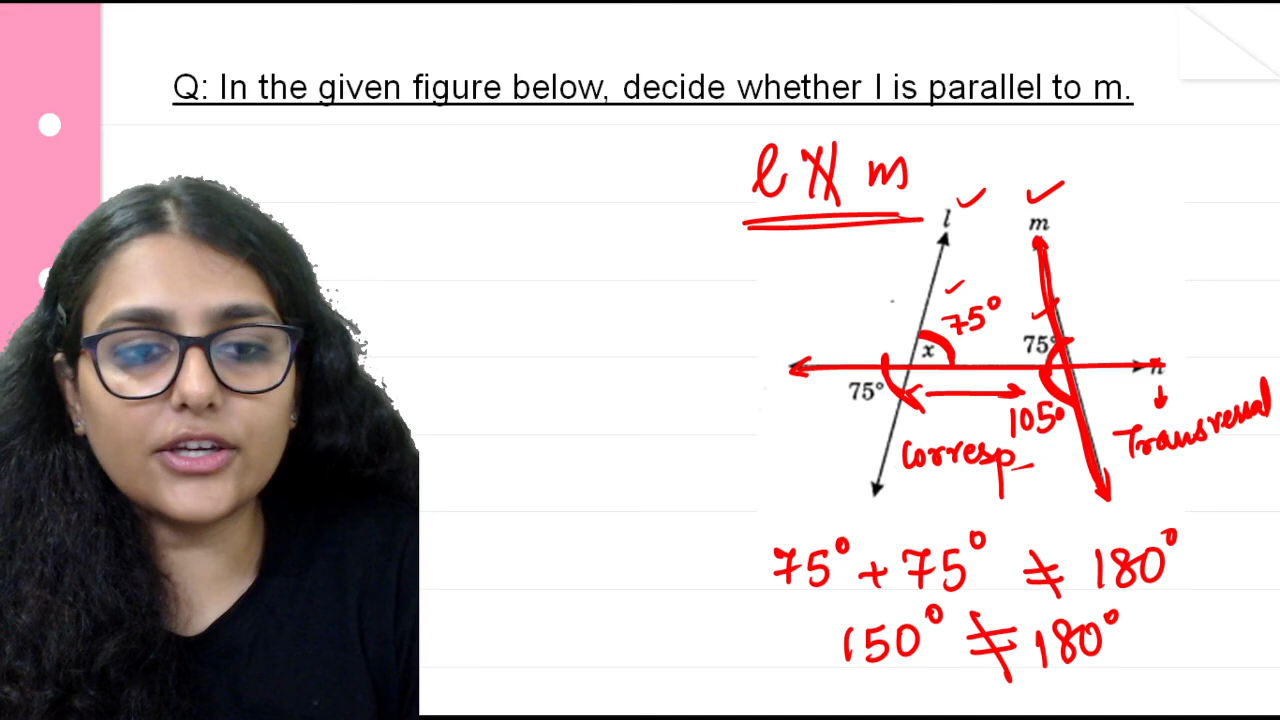 Q: In the given figure below, decide whether l is parallel to m.
l ∦ m
l
m
75°
x
75°
75°
n
105°
Transversal
corresp
75° + 75° ≠ 180°
150° ≠ 180°